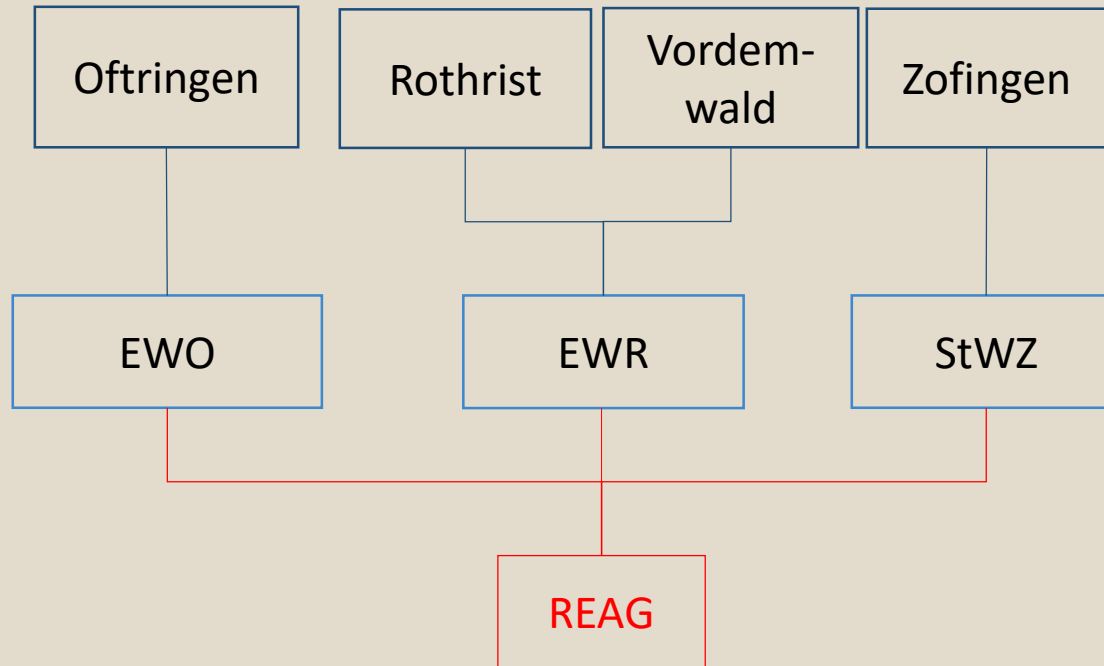 Oftringen
Rothrist
Vordem-
wald
Zofingen
EWO
EWR
StWZ
REAG